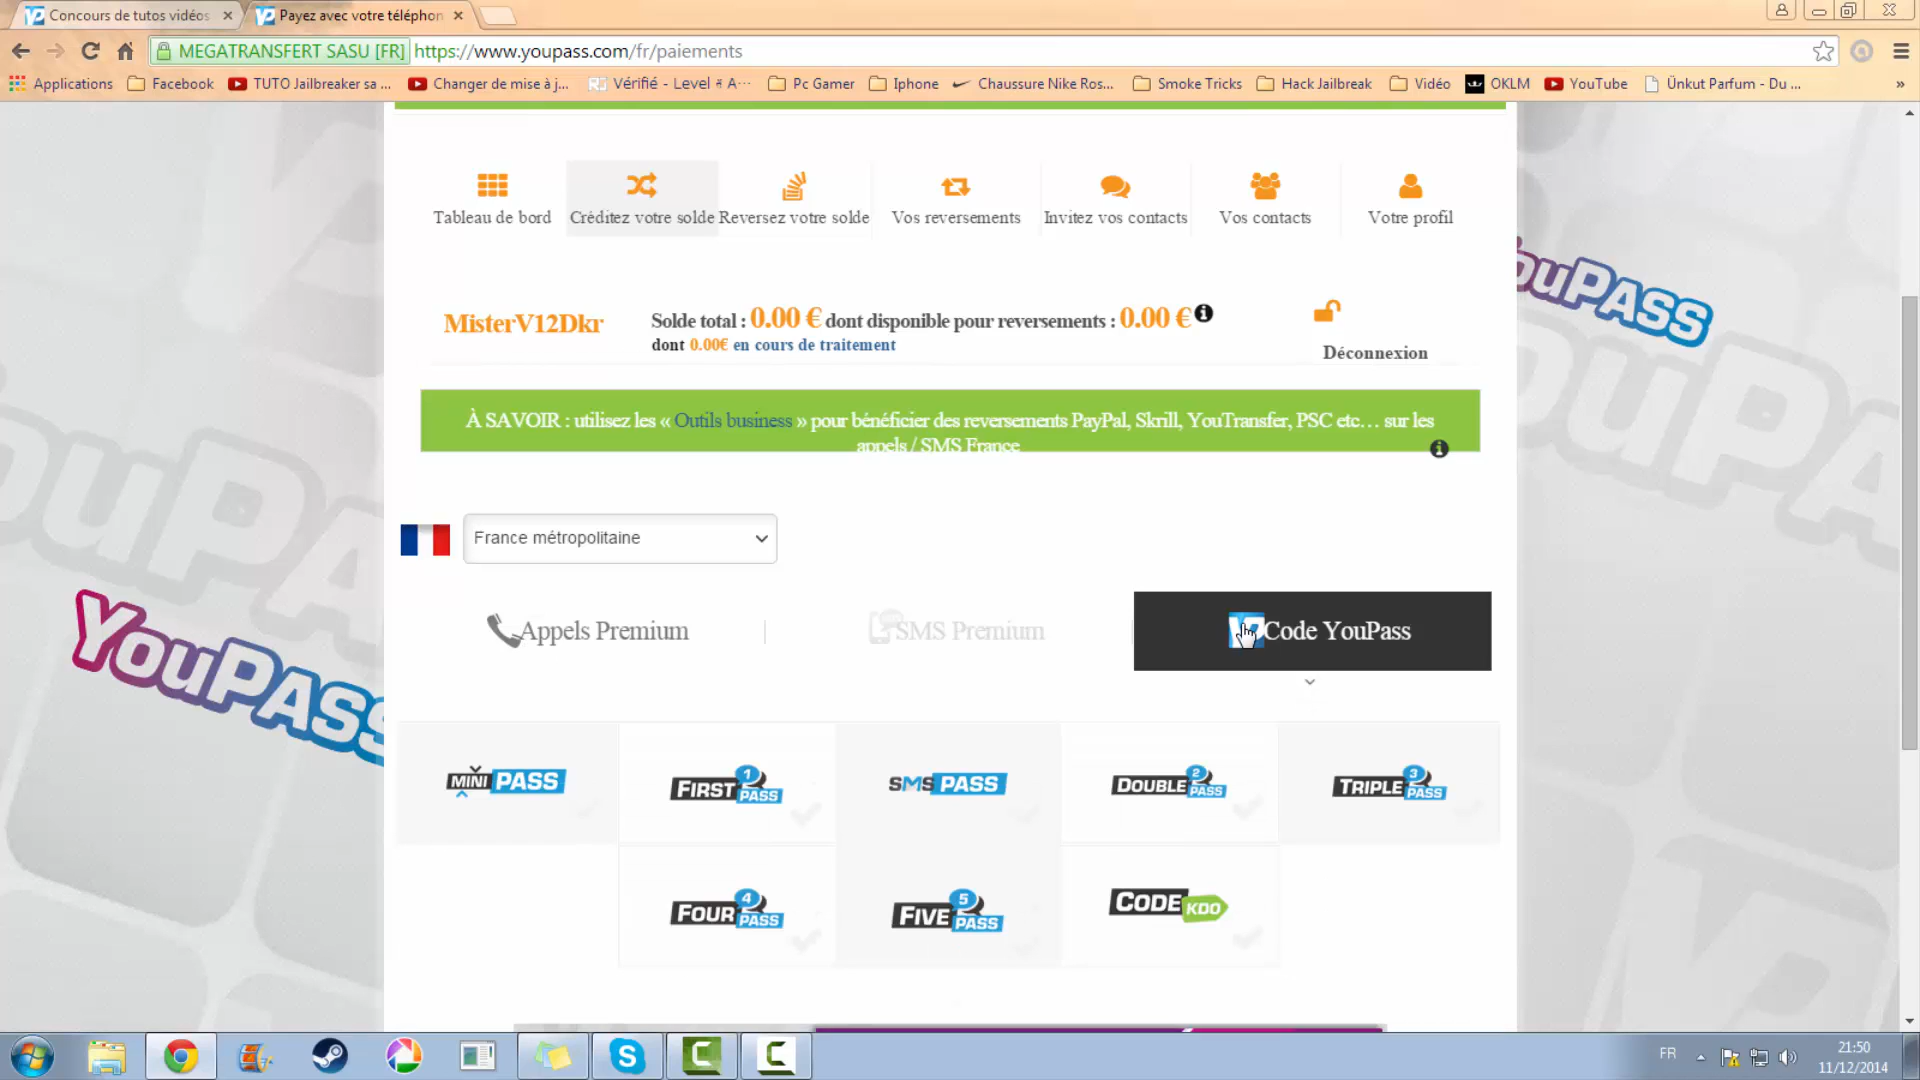 Concours de tutos vidéos
Payez avec votre téléphon
MEGATRANSFERT SASU [FR]
https://www.youpass.com/fr/paiements
Applications
Facebook
TUTO Jailbreaker sa ...
Changer de mise à j...
Pc Gamer
Iphone
Chaussure Nike Ros...
Smoke Tricks
Hack Jailbreak
Vidéo
OKLM
YouTube
Ünkut Parfum - Du ...
»
Tableau de bord
Créditez votre solde
Reversez votre solde
Vos reversements
Invitez vos contacts
Vos contacts
Votre profil
MisterV12Dkr
Solde total : 0.00 € dont disponible pour reversements : 0.00 €
dont 0.00€ en cours de traitement
Déconnexion
À SAVOIR : utilisez les « Outils business » pour bénéficier des reversements PayPal, Skrill, YouTransfer, PSC etc... sur les
appels / SMS France
France métropolitaine
Appels Premium
SMS Premium
Code YouPass
MINI PASS
FIRST 1 PASS
SMS PASS
DOUBLE 2 PASS
TRIPLE 3 PASS
FOUR 4 PASS
FIVE 5 PASS
CODE KDO
YouPASS
ouPASS
FR
21:50
11/12/2014